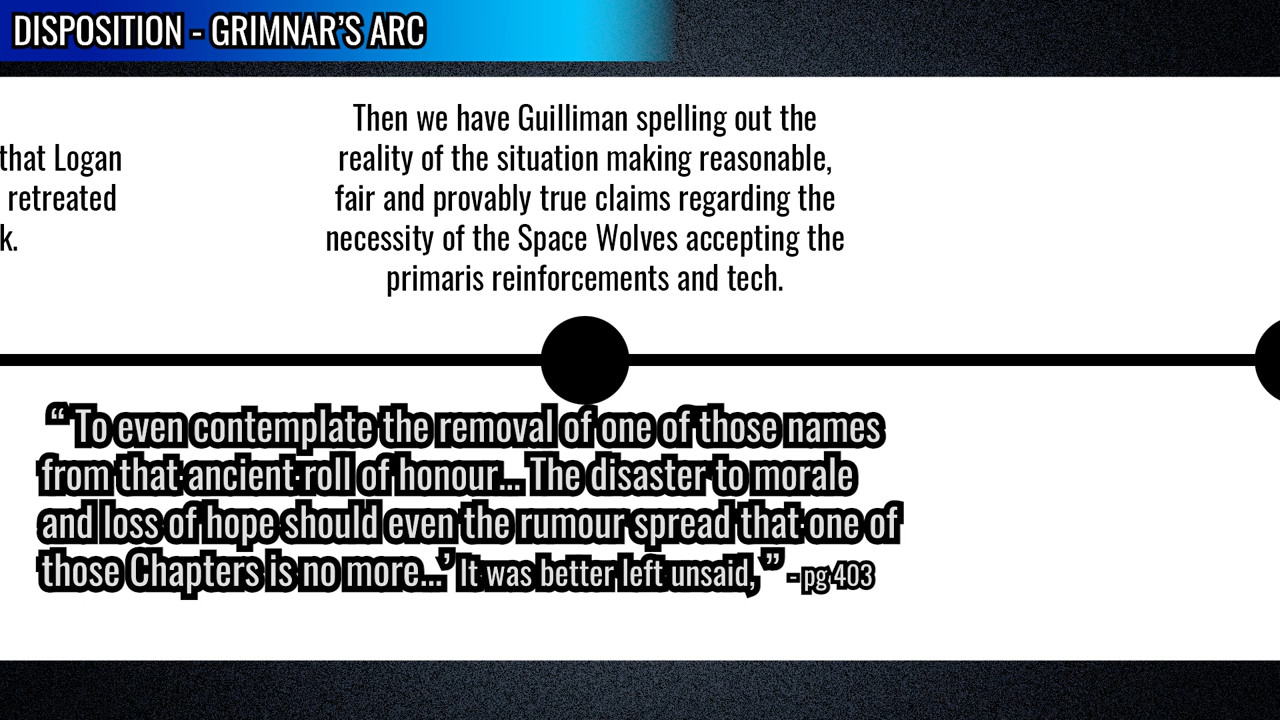 DISPOSITION - GRIMNAR'S ARC
that Logan
retreated
k.
Then we have Guilliman spelling out the
reality of the situation making reasonable,
fair and provably true claims regarding the
necessity of the Space Wolves accepting the
primaris reinforcements and tech.
“ To even contemplate the removal of one of those names
from that ancient roll of honour... The disaster to morale
and loss of hope should even the rumour spread that one of
those Chapters is no more...’ It was better left unsaid, ” - pg 403